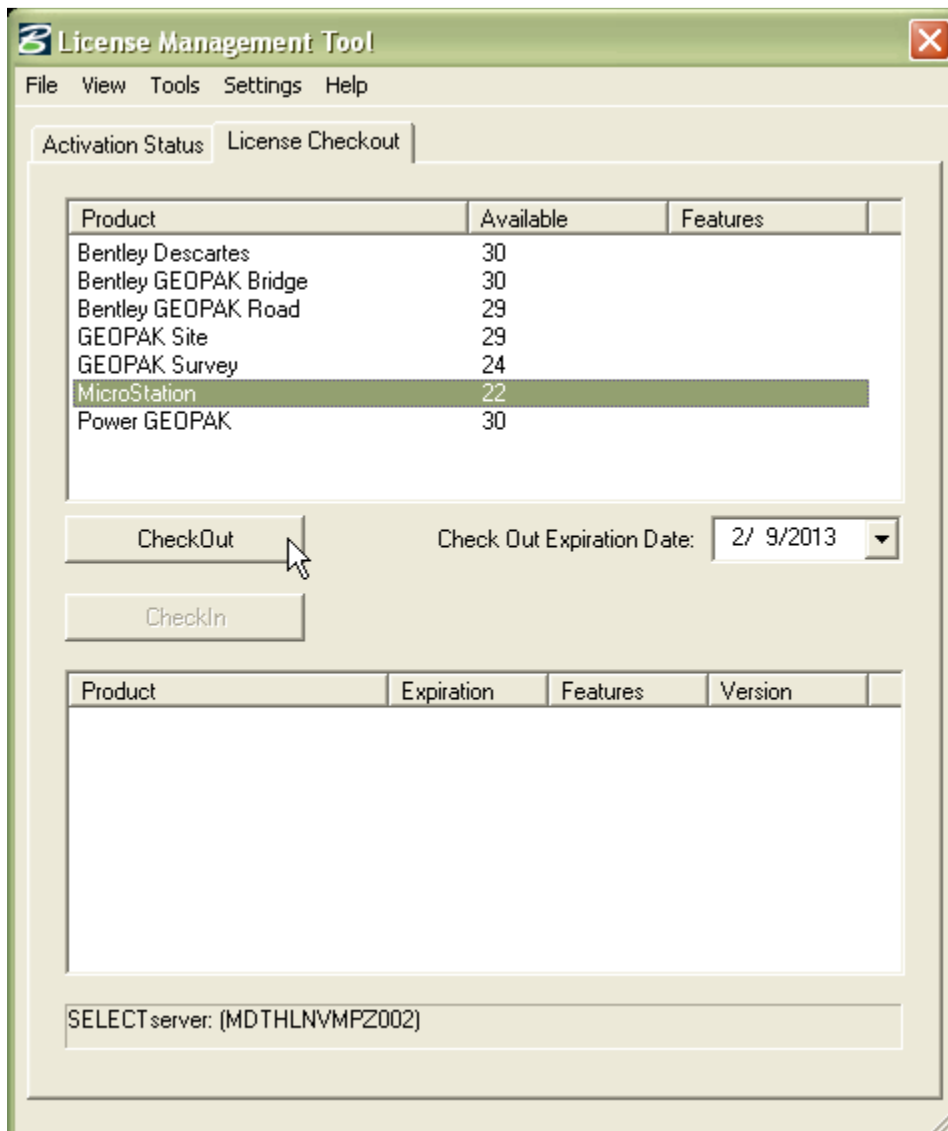 License Management Tool
File View Tools Settings Help
Activation Status License Checkout
Product Available Features
Bentley Descartes 30
Bentley GEOPAK Bridge 30
Bentley GEOPAK Road 29
GEOPAK Site 29
GEOPAK Survey 24
MicroStation 22
Power GEOPAK 30
CheckOut Check Out Expiration Date: 2/ 9/2013
CheckIn
Product Expiration Features Version
SELECTserver: (MDTHLNVMPZ002)